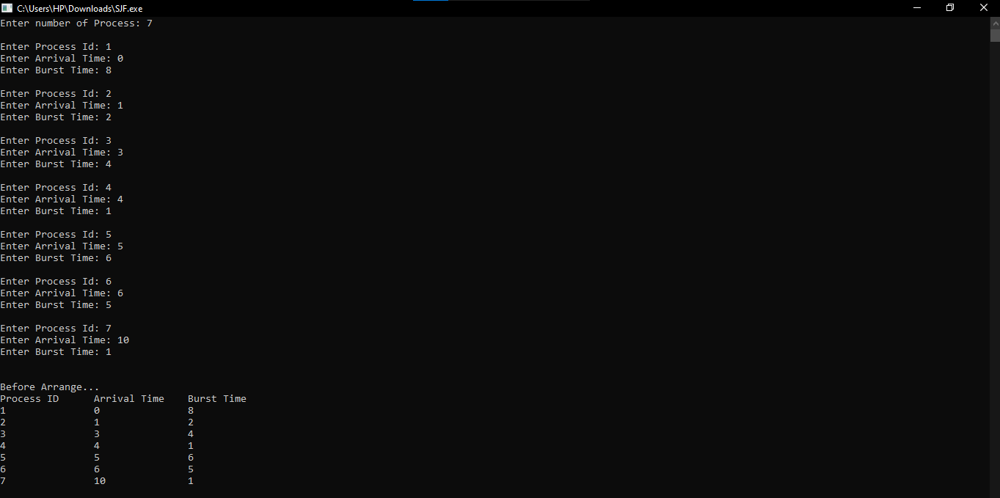 C:\Users\HP\Downloads\SJF.exe
Enter number of Process: 7
Enter Process Id: 1
Enter Arrival Time: 0
Enter Burst Time: 8
Enter Process Id: 2
Enter Arrival Time: 1
Enter Burst Time: 2
Enter Process Id: 3
Enter Arrival Time: 3
Enter Burst Time: 4
Enter Process Id: 4
Enter Arrival Time: 4
Enter Burst Time: 1
Enter Process Id: 5
Enter Arrival Time: 5
Enter Burst Time: 6
Enter Process Id: 6
Enter Arrival Time: 6
Enter Burst Time: 5
Enter Process Id: 7
Enter Arrival Time: 10
Enter Burst Time: 1
Before Arrange...
Process ID Arrival Time Burst Time
1 0 8
2 1 2
3 3 4
4 4 1
5 5 6
6 6 5
7 10 1